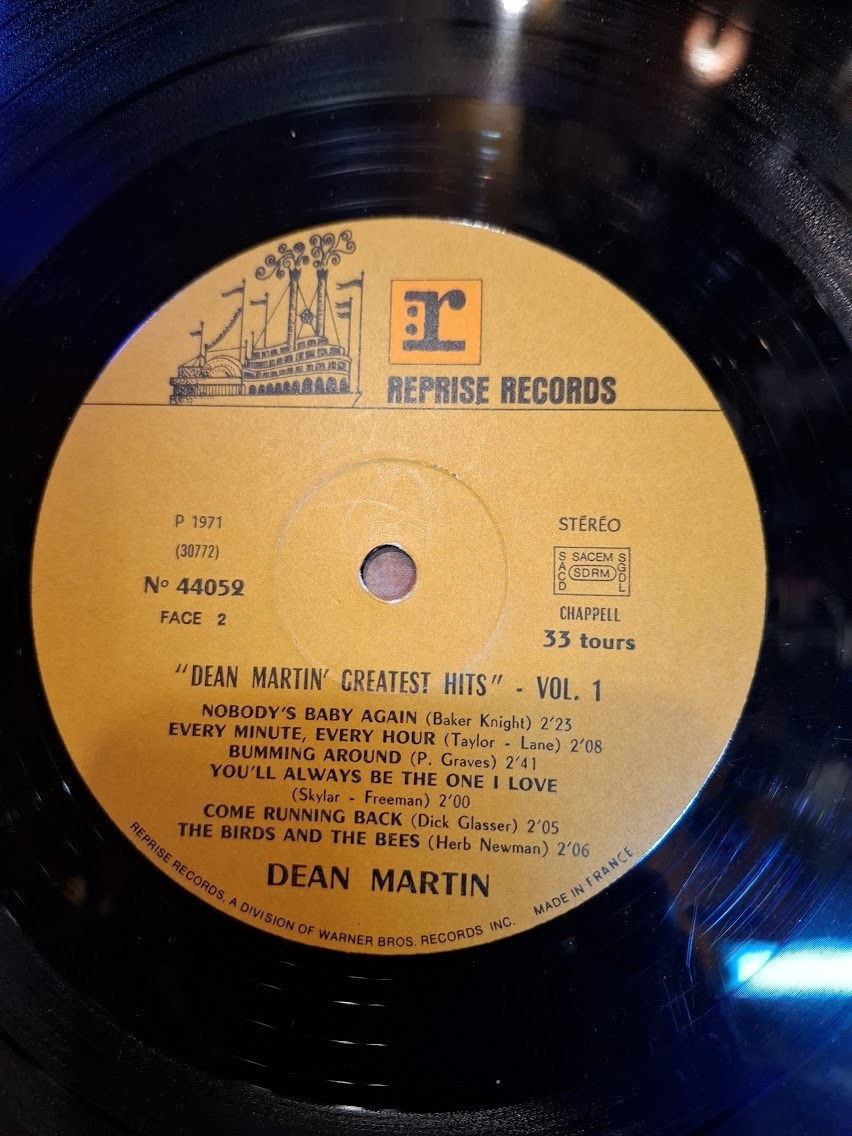 r:
REPRISE RECORDS
P 1971
(30772)
Nº 44052
FACE 2
STÉRÉO
SACD SACEM SGDL
SDRM
CHAPPELL
33 tours
"DEAN MARTIN' GREATEST HITS" - VOL. 1
NOBODY'S BABY AGAIN (Baker Knight) 2'23
EVERY MINUTE, EVERY HOUR (Taylor - Lane) 2'08
BUMMING AROUND (P. Graves) 2'41
YOU'LL ALWAYS BE THE ONE I LOVE
(Skylar - Freeman) 2'00
COME RUNNING BACK (Dick Glasser) 2'05
THE BIRDS AND THE BEES (Herb Newman) 2'06
DEAN MARTIN
REPRISE RECORDS, A DIVISION OF WARNER BROS. RECORDS INC. MADE IN FRANCE